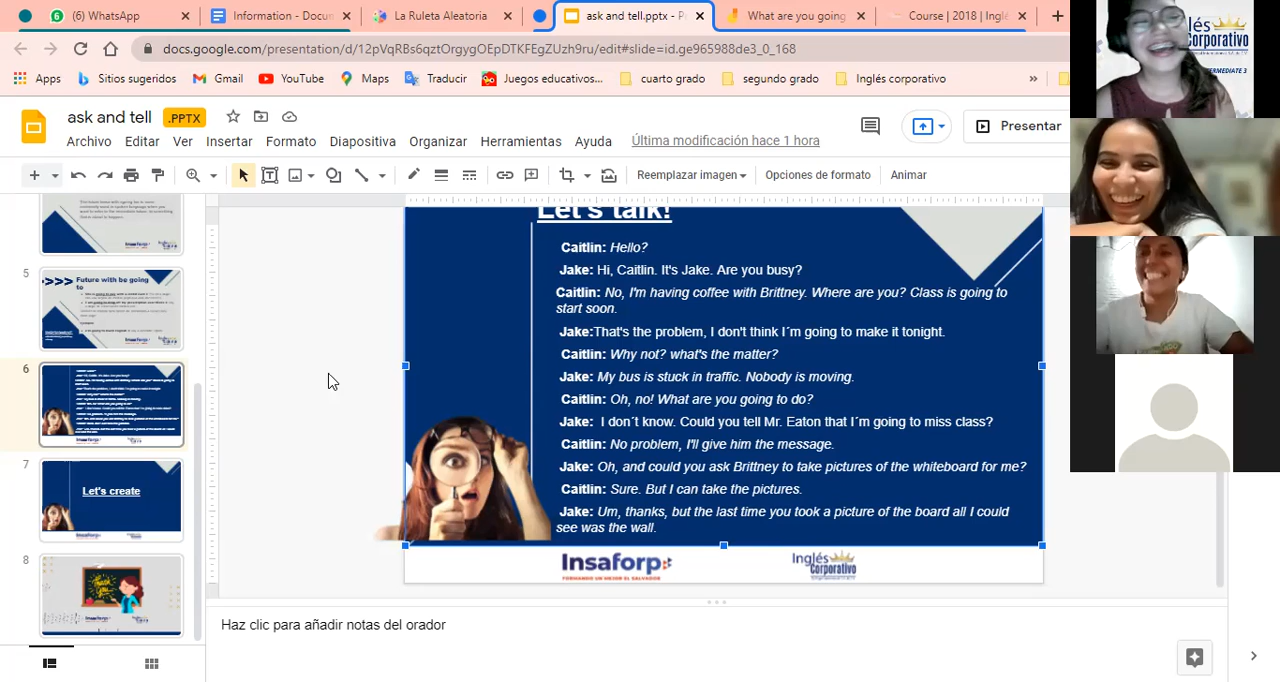 (6) WhatsApp
Information - Docun
La Ruleta Aleatoria
ask and tell.pptx - P
What are you going
Course | 2018 | Inglé
docs.google.com/presentation/d/12pVqRBs6qztOrgygOEpDTKFEgZUzh9ru/edit#slide=id.ge965988de3_0_168
Apps
Sitios sugeridos
Gmail
YouTube
Maps
Traducir
Juegos educativos...
cuarto grado
segundo grado
Inglés corporativo
»
ask and tell
.PPTX
Archivo
Editar
Ver
Insertar
Formato
Diapositiva
Organizar
Herramientas
Ayuda
Última modificación hace 1 hora
Presentar
Reemplazar imagen
Opciones de formato
Animar
5
>>> Future with be going
to
6
7
Let's create
8
Thank
You
Let's talk!
Caitlin: Hello?
Jake: Hi, Caitlin. It's Jake. Are you busy?
Caitlin: No, I'm having coffee with Brittney. Where are you? Class is going to
start soon.
Jake:That's the problem, I don't think I´m going to make it tonight.
Caitlin: Why not? what's the matter?
Jake: My bus is stuck in traffic. Nobody is moving.
Caitlin: Oh, no! What are you going to do?
Jake: I don´t know. Could you tell Mr. Eaton that I´m going to miss class?
Caitlin: No problem, I'll give him the message.
Jake: Oh, and could you ask Brittney to take pictures of the whiteboard for me?
Caitlin: Sure. But I can take the pictures.
Jake: Um, thanks, but the last time you took a picture of the board all I could
see was the wall.
Insaforp
FORMANDO UN MEJOR EL SALVADOR
Inglés
Corporativo
Haz clic para añadir notas del orador
glés
Corporativo
TERMEDIATE 3